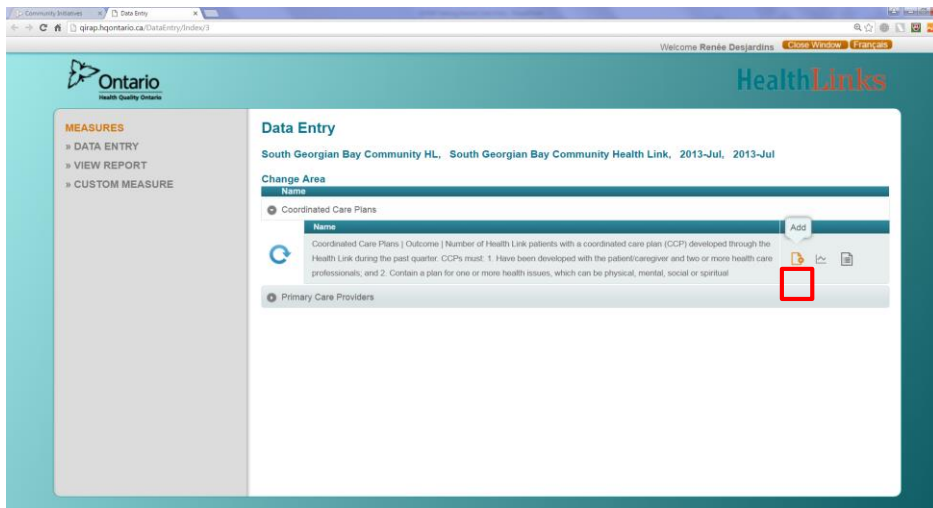 Community Initiatives
Data Entry
qirap.hqontario.ca/DataEntry/Index/3
Welcome Renée Desjardins Close Window Français
Ontario
Health Quality Ontario
HealthLinks
MEASURES
» DATA ENTRY
» VIEW REPORT
» CUSTOM MEASURE
Data Entry
South Georgian Bay Community HL, South Georgian Bay Community Health Link, 2013-Jul, 2013-Jul
Change Area
Name
Coordinated Care Plans
Name
Add
Coordinated Care Plans | Outcome | Number of Health Link patients with a coordinated care plan (CCP) developed through the
Health Link during the past quarter. CCPs must: 1. Have been developed with the patient/caregiver and two or more health care
professionals; and 2. Contain a plan for one or more health issues, which can be physical, mental, social or spiritual
Primary Care Providers